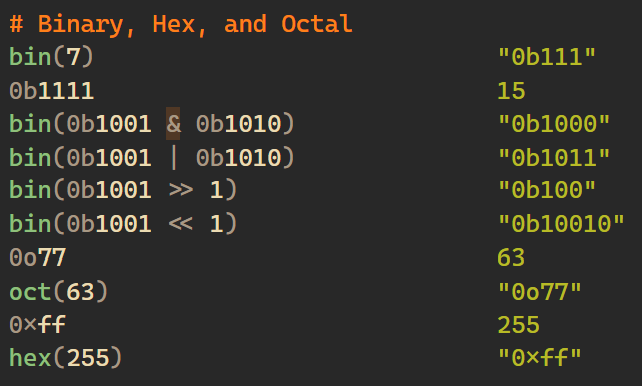 # Binary, Hex, and Octal
bin(7) "0b111"
0b1111 15
bin(0b1001 & 0b1010) "0b1000"
bin(0b1001 | 0b1010) "0b1011"
bin(0b1001 >> 1) "0b100"
bin(0b1001 << 1) "0b10010"
0o77 63
oct(63) "0o77"
0xff 255
hex(255) "0xff"